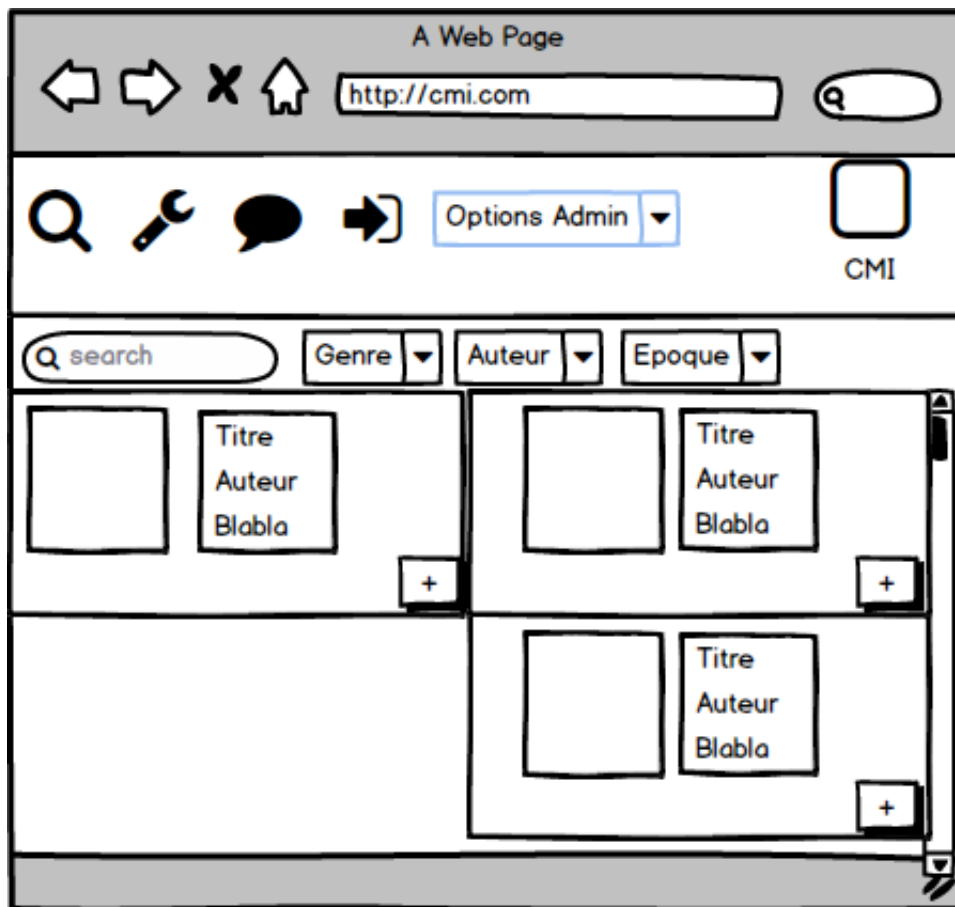 A Web Page
http://cmi.com
Options Admin
CMI
search
Genre
Auteur
Epoque
Titre
Auteur
Blabla
+
Titre
Auteur
Blabla
+
Titre
Auteur
Blabla
+